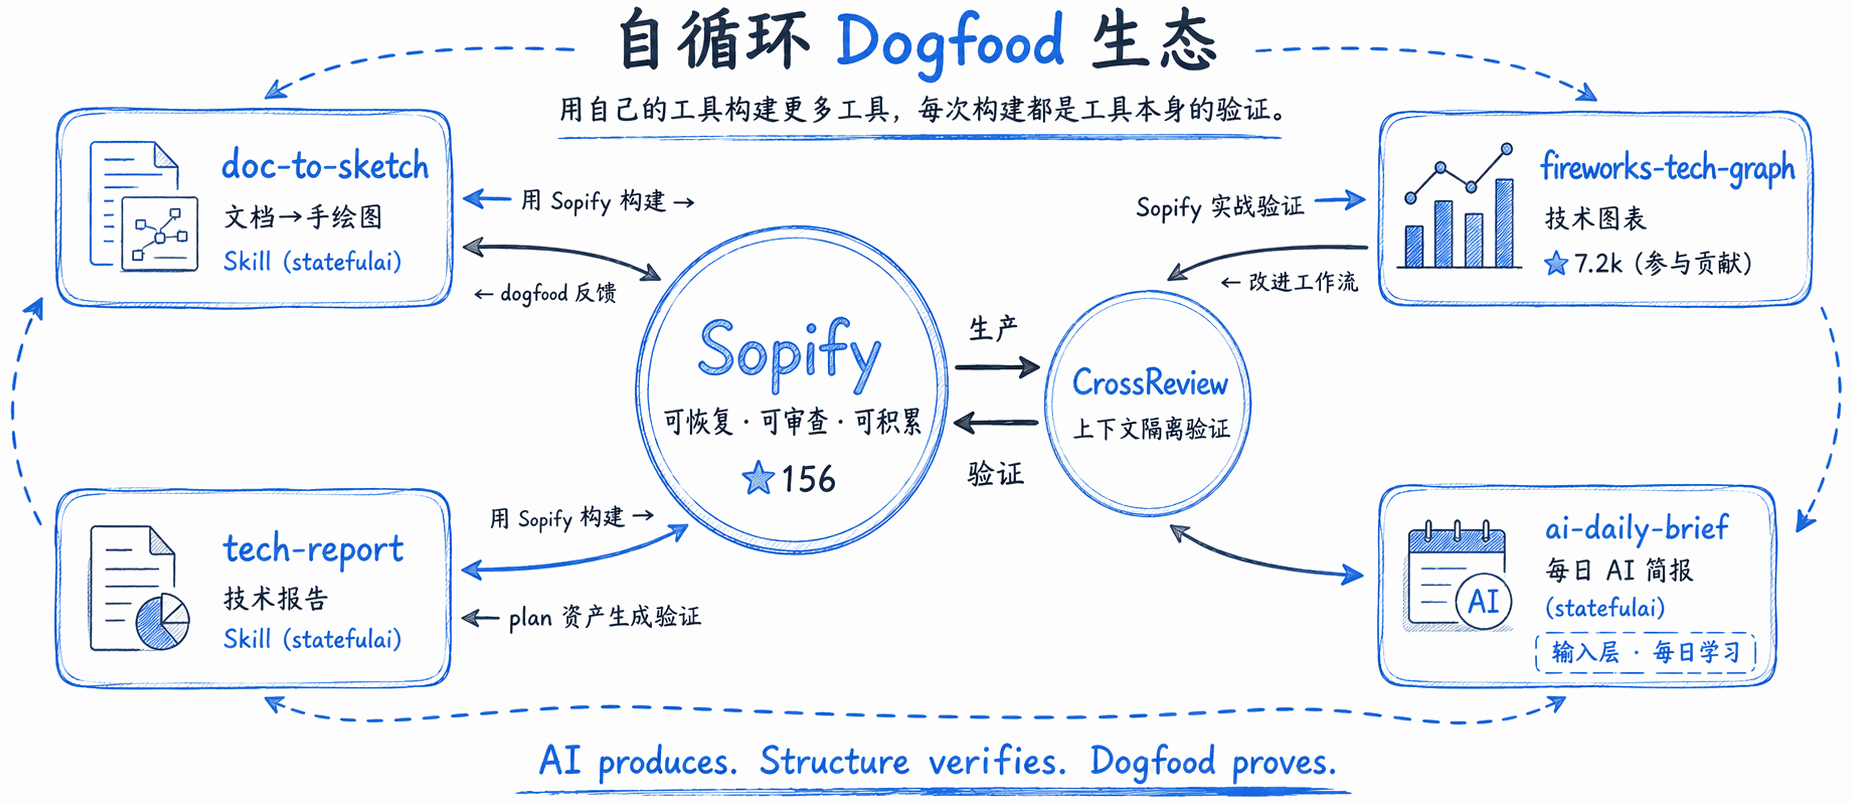 自循环 Dogfood 生态
用自己的工具构建更多工具，每次构建都是工具本身的验证。
doc-to-sketch
文档→手绘图
Skill (statefulai)
← 用 Sopify 构建 →
← dogfood 反馈
Sopify 实战验证 →
← 改进工作流
fireworks-tech-graph
技术图表
★ 7.2k (参与贡献)
Sopify
可恢复 · 可审查 · 可积累
★ 156
生产
验证
CrossReview
上下文隔离验证
tech-report
技术报告
Skill (statefulai)
用 Sopify 构建 →
← plan 资产生成验证
AI
ai-daily-brief
每日 AI 简报
(statefulai)
输入层 · 每日学习
AI produces. Structure verifies. Dogfood proves.